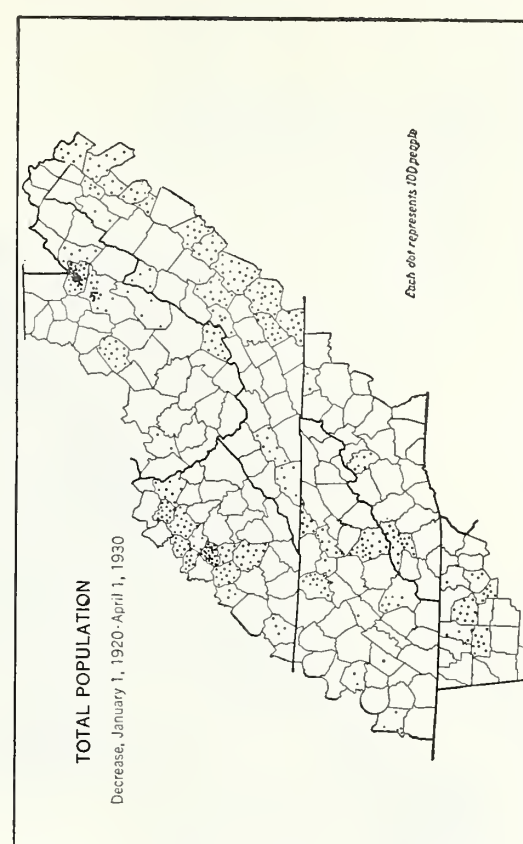 TOTAL POPULATION
Decrease, January 1, 1920-April 1, 1930
Each dot represents 100 people